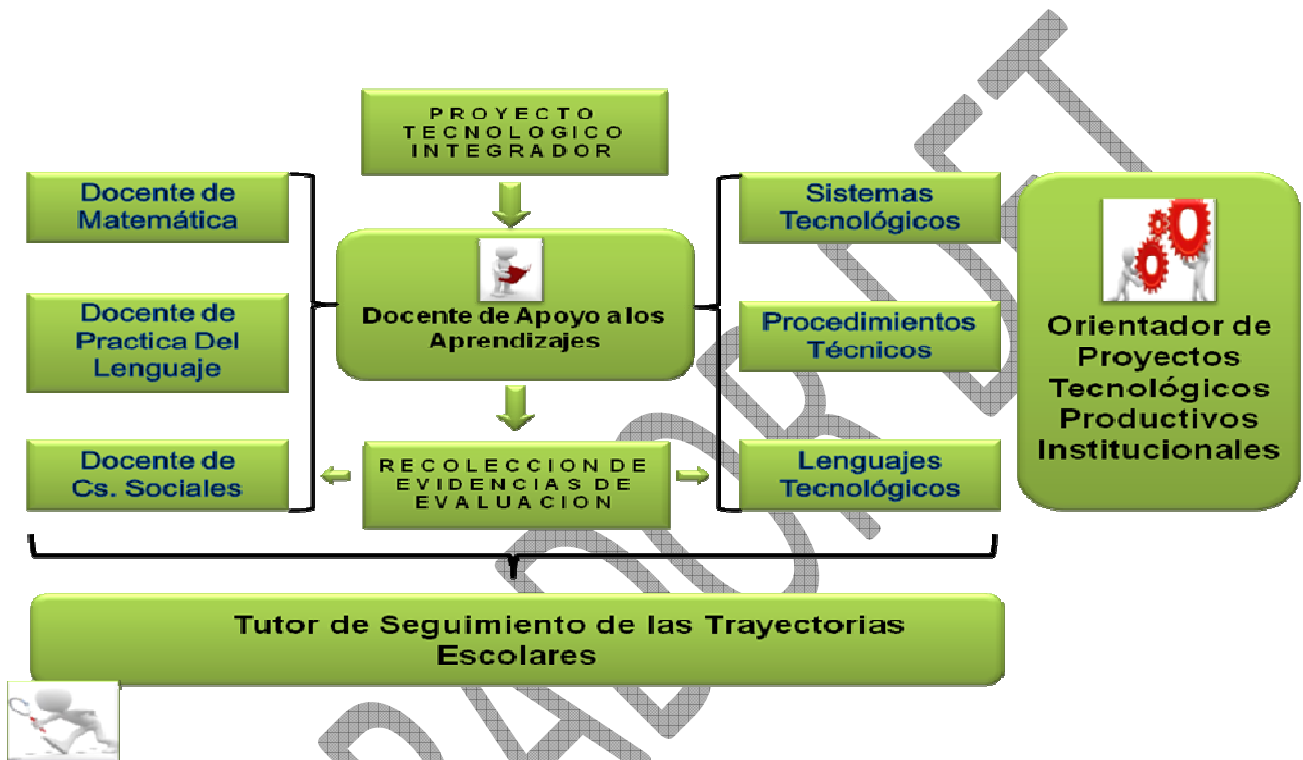 PROYECTO
TECNOLOGICO
INTEGRADOR
Docente de
Matemática
Docente de
Practica Del
Lenguaje
Docente de
Cs. Sociales
Docente de Apoyo a los
Aprendizajes
RECOLECCION DE
EVIDENCIAS DE
EVALUACION
Sistemas
Tecnológicos
Procedimientos
Técnicos
Lenguajes
Tecnológicos
Orientador de
Proyectos
Tecnológicos
Productivos
Institucionales
Tutor de Seguimiento de las Trayectorias
Escolares